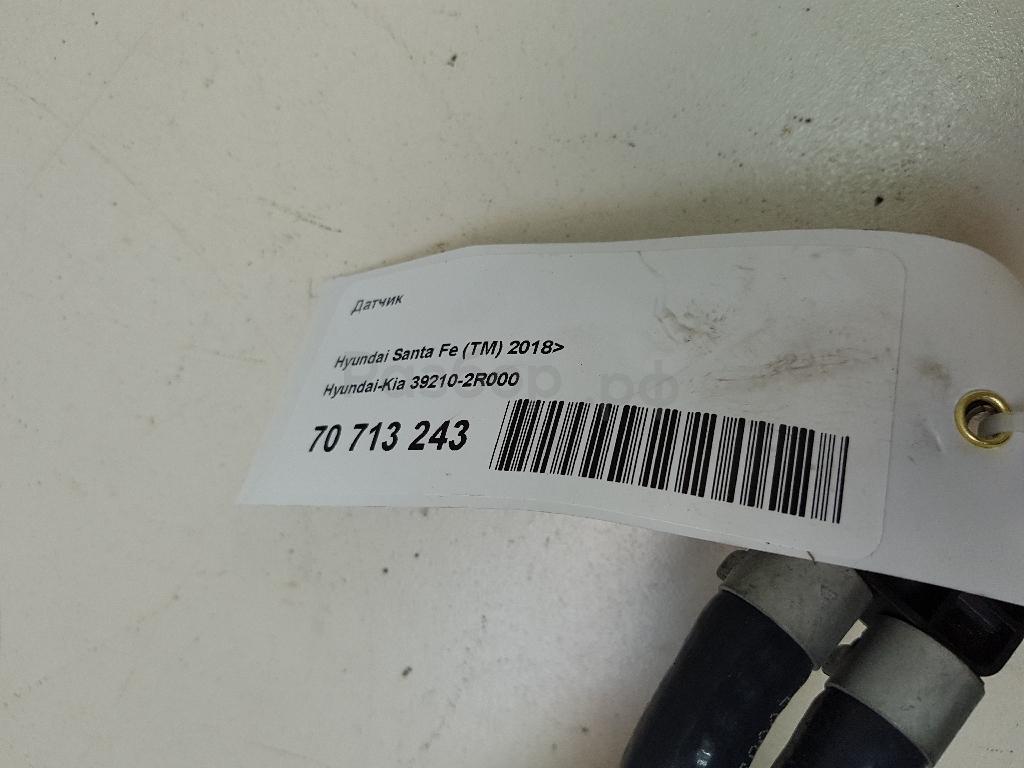 Датчик
Hyundai Santa Fe (TM) 2018>
Hyundai-Kia 39210-2R000
70 713 243